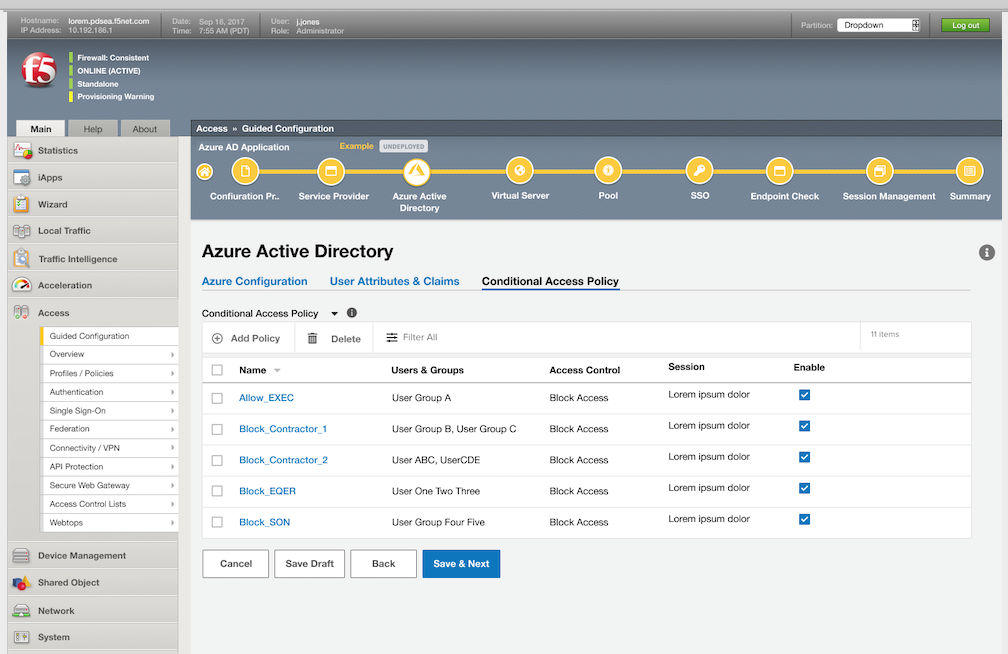 Hostname: lorem.pdsea.f5net.com
IP Address: 10.192.186.1
Date: Sep 18, 2017
Time: 7:55 AM (PDT)
User: j.jones
Role: Administrator
Partition: Dropdown
Log out
f5
Firewall: Consistent
ONLINE (ACTIVE)
Standalone
Provisioning Warning
Main Help About
Statistics
iApps
Wizard
Local Traffic
Traffic Intelligence
Acceleration
Access
Guided Configuration
Overview
Profiles / Policies
Authentication
Single Sign-On
Federation
Connectivity / VPN
API Protection
Secure Web Gateway
Access Control Lists
Webtops
Device Management
Shared Object
Network
System
Access » Guided Configuration
Azure AD Application Example UNDEPLOYED
Confiuration Pr..
Service Provider
Azure Active
Directory
Virtual Server
Pool
SSO
Endpoint Check
Session Management
Summary
Azure Active Directory
Azure Configuration User Attributes & Claims Conditional Access Policy
Conditional Access Policy
Add Policy Delete Filter All 11 items
Name Users & Groups Access Control Session Enable
Allow_EXEC User Group A Block Access Lorem ipsum dolor
Block_Contractor_1 User Group B, User Group C Block Access Lorem ipsum dolor
Block_Contractor_2 User ABC, UserCDE Block Access Lorem ipsum dolor
Block_EQER User One Two Three Block Access Lorem ipsum dolor
Block_SON User Group Four Five Block Access Lorem ipsum dolor
Cancel Save Draft Back Save & Next